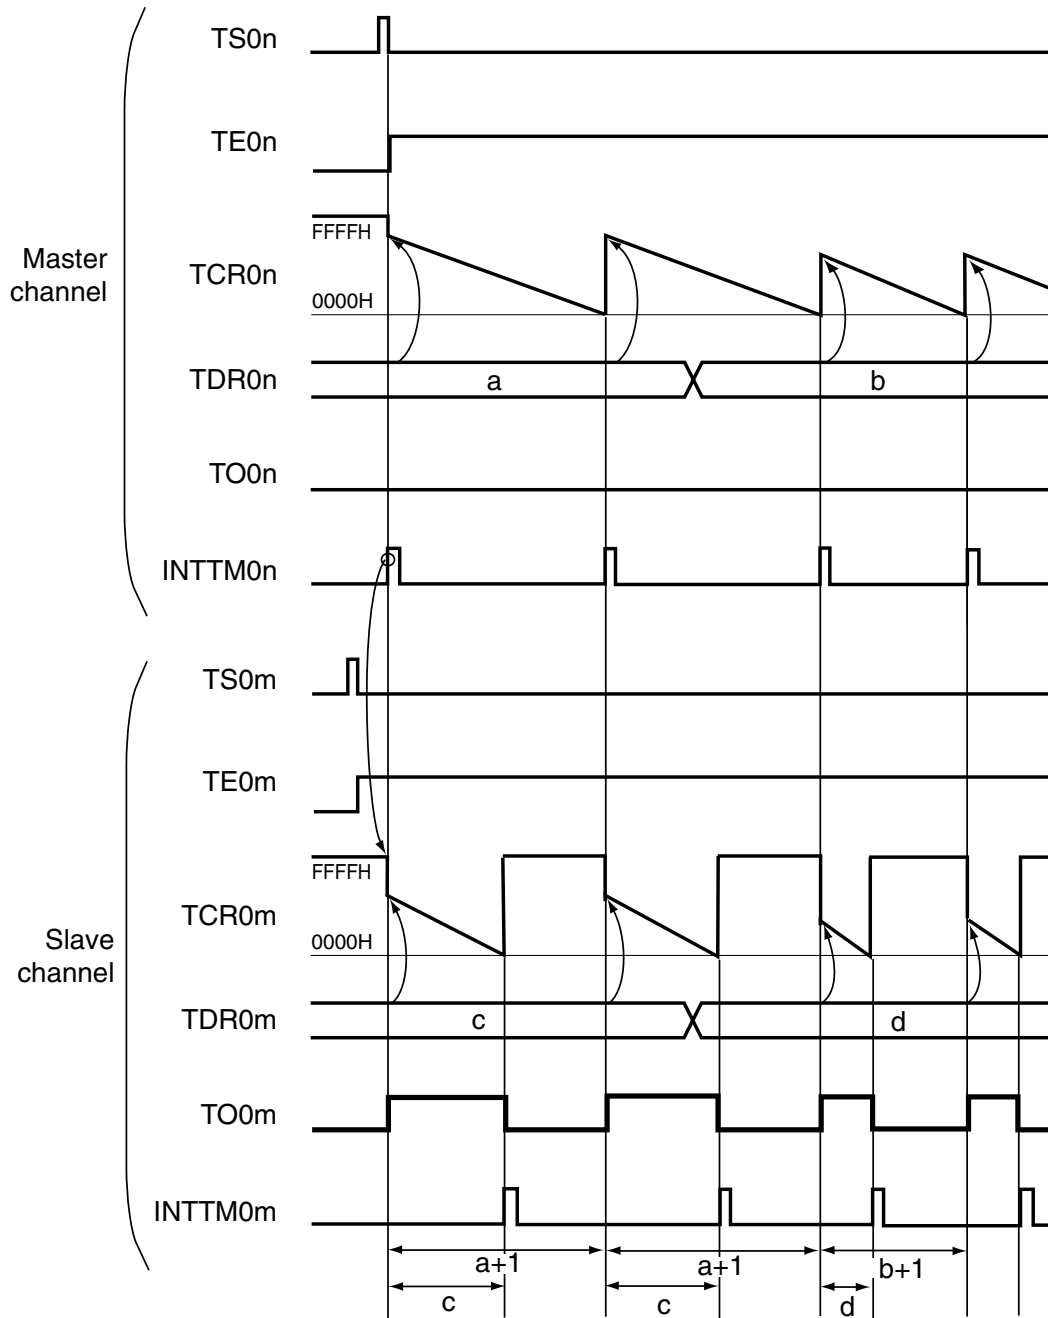 TS0n
TE0n
Master
channel
FFFFH
TCR0n
0000H
TDR0n
a
b
TO0n
INTTM0n
TS0m
TE0m
Slave
channel
FFFFH
TCR0m
0000H
TDR0m
c
d
TO0m
INTTM0m
a+1
a+1
b+1
c
c
d